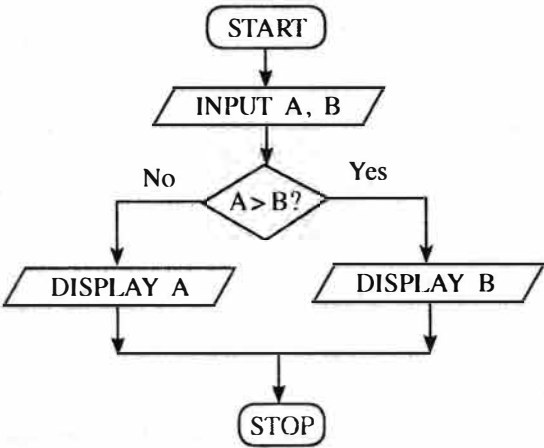 START
INPUT A, B
No
Yes
A > B?
DISPLAY A
DISPLAY B
STOP